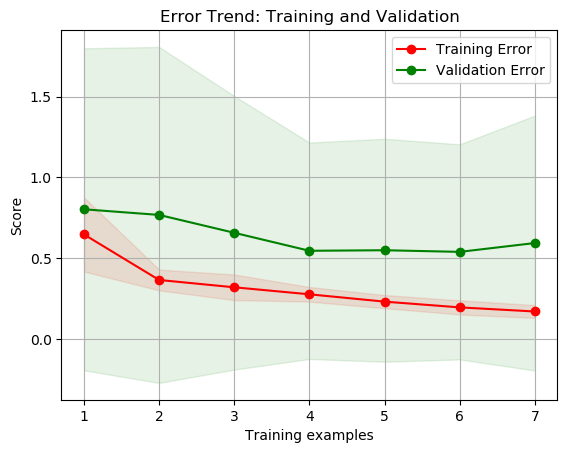 Error Trend: Training and Validation
Training Error
Validation Error
Score
1.5
1.0
0.5
0.0
1 2 3 4 5 6 7
Training examples